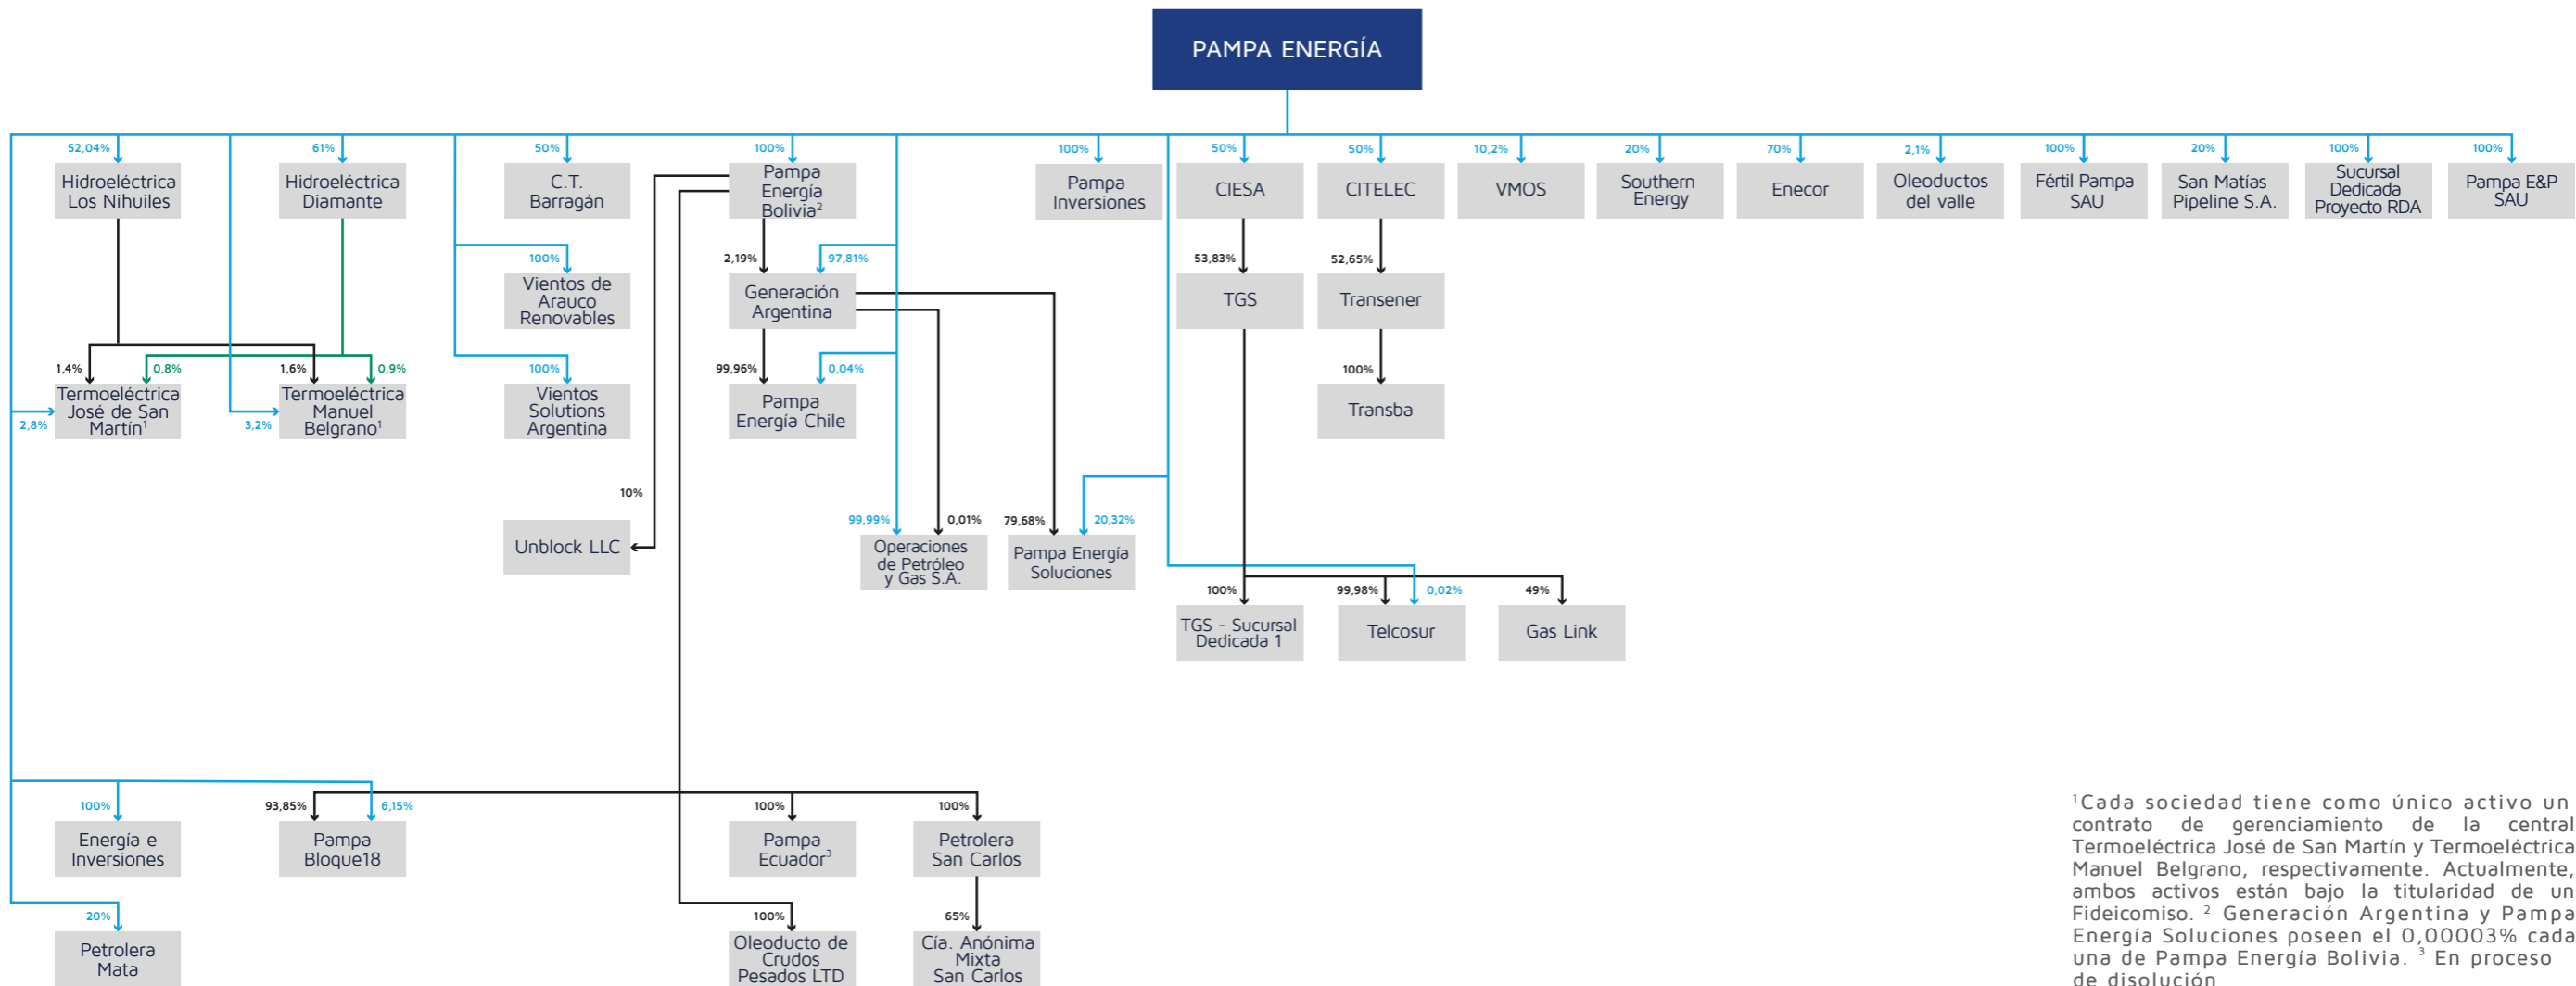 PAMPA ENERGÍA
52,04%
61%
50%
100%
100%
50%
50%
10,2%
20%
70%
2,1%
100%
20%
100%
100%
Hidroeléctrica
Los Nihuiles
Hidroeléctrica
Diamante
C.T.
Barragán
Pampa
Energía
Bolivia²
Pampa
Inversiones
CIESA
CITELEC
VMOS
Southern
Energy
Enecor
Oleoductos
del valle
Fértil Pampa
SAU
San Matías
Pipeline S.A.
Sucursal
Dedicada
Proyecto RDA
Pampa E&P
SAU
100%
2,19%
97,81%
53,83%
52,65%
Vientos de
Arauco
Renovables
Generación
Argentina
TGS
Transener
1,4%
0,8%
1,6%
0,9%
100%
99,96%
0,04%
100%
Termoeléctrica
José de San
Martín¹
Termoeléctrica
Manuel
Belgrano¹
Vientos
Solutions
Argentina
Pampa
Energía Chile
Transba
2,8%
3,2%
10%
99,99%
0,01%
79,68%
20,32%
Unblock LLC
Operaciones
de Petróleo
y Gas S.A.
Pampa Energía
Soluciones
100%
99,98%
0,02%
49%
TGS - Sucursal
Dedicada 1
Telcosur
Gas Link
100%
93,85%
6,15%
100%
100%
Energía e
Inversiones
Pampa
Bloque18
Pampa
Ecuador³
Petrolera
San Carlos
20%
100%
65%
Petrolera
Mata
Oleoducto de
Crudos
Pesados LTD
Cía. Anónima
Mixta
San Carlos
¹Cada sociedad tiene como único activo un
contrato de gerenciamiento de la central
Termoeléctrica José de San Martín y Termoeléctrica
Manuel Belgrano, respectivamente. Actualmente,
ambos activos están bajo la titularidad de un
Fideicomiso. ² Generación Argentina y Pampa
Energía Soluciones poseen el 0,00003% cada
una de Pampa Energía Bolivia. ³ En proceso
de disolución